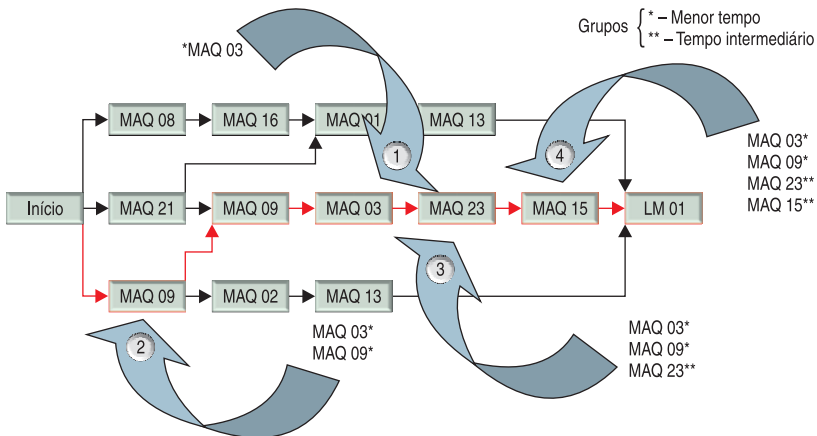 *MAQ 03
Grupos
* – Menor tempo
** – Tempo intermediário
MAQ 08
MAQ 16
MAQ 01
MAQ 13
1
4
MAQ 03*
MAQ 09*
MAQ 23**
MAQ 15**
Início
MAQ 21
MAQ 09
MAQ 03
MAQ 23
MAQ 15
LM 01
3
MAQ 09
MAQ 02
MAQ 13
2
MAQ 03*
MAQ 09*
MAQ 03*
MAQ 09*
MAQ 23**